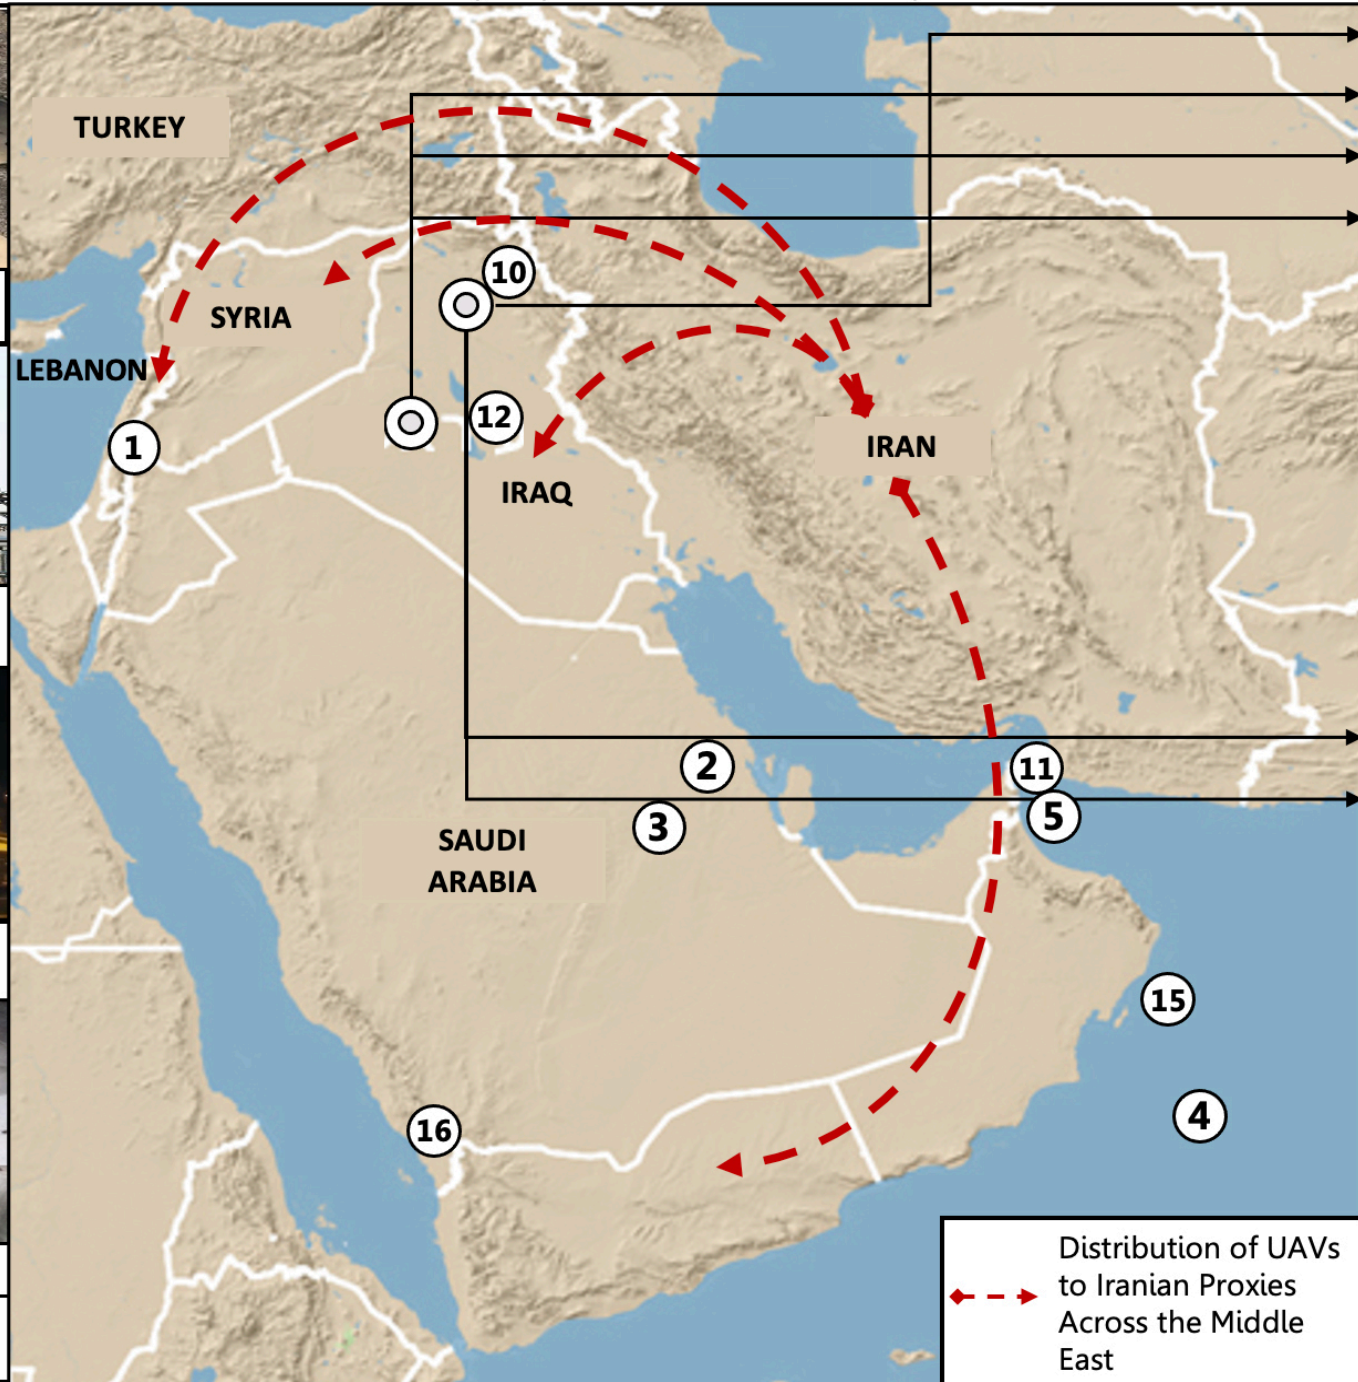 TURKEY
10
SYRIA
LEBANON
12
1
IRAN
IRAQ
2
11
5
3
SAUDI
ARABIA
15
4
16
Distribution of UAVs
to Iranian Proxies
Across the Middle
East